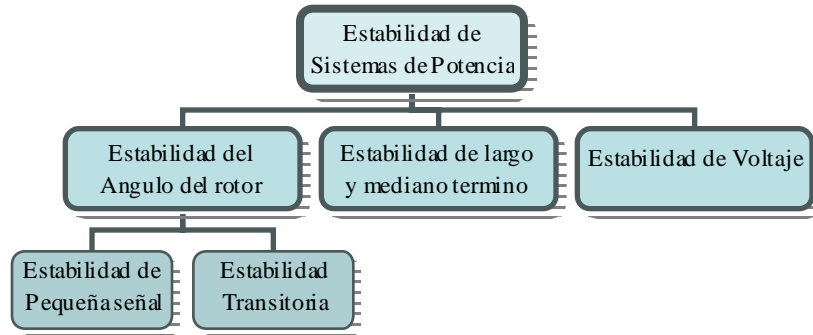 Estabilidad de
Sistemas de Potencia
Estabilidad del
Angulo del rotor
Estabilidad de largo
y mediano termino
Estabilidad de Voltaje
Estabilidad de
Pequeña señal
Estabilidad
Transitoria